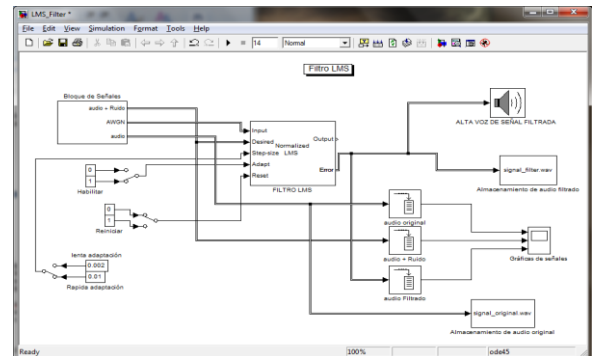 LMS_Filter *
File Edit View Simulation Format Tools Help
14 Normal
Filtro LMS
Bloque de Señales
audio + Ruido
AWGN
audio
Input
Desired
Step-size
Adapt
Reset
Normalized
LMS
Output
Error
FILTRO LMS
ALTA VOZ DE SEÑAL FILTRADA
signal_filter.wav
Almacenamiento de audio filtrado
0
1
Habilitar
0
1
Reiniciar
lenta adaptación
0.002
0.01
Rapida adaptación
audio original
audio + Ruido
audio Filtrado
Gráficas de señales
signal_original.wav
Almacenamiento de audio original
Ready 100% ode45